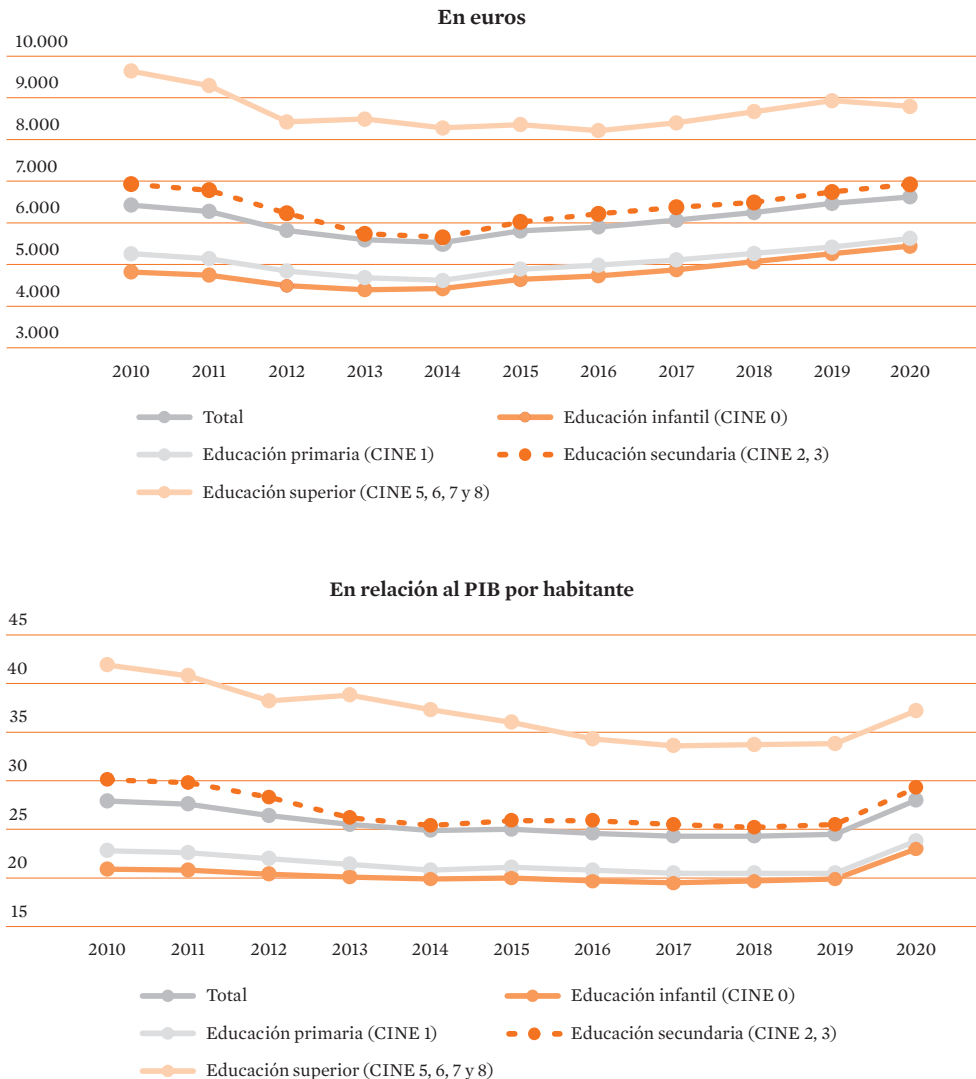 En euros
10.000
9.000
8.000
7.000
6.000
5.000
4.000
3.000
2010 2011 2012 2013 2014 2015 2016 2017 2018 2019 2020
Total Educación infantil (CINE 0)
Educación primaria (CINE 1) Educación secundaria (CINE 2, 3)
Educación superior (CINE 5, 6, 7 y 8)
En relación al PIB por habitante
45
40
35
30
25
20
15
2010 2011 2012 2013 2014 2015 2016 2017 2018 2019 2020
Total Educación infantil (CINE 0)
Educación primaria (CINE 1) Educación secundaria (CINE 2, 3)
Educación superior (CINE 5, 6, 7 y 8)